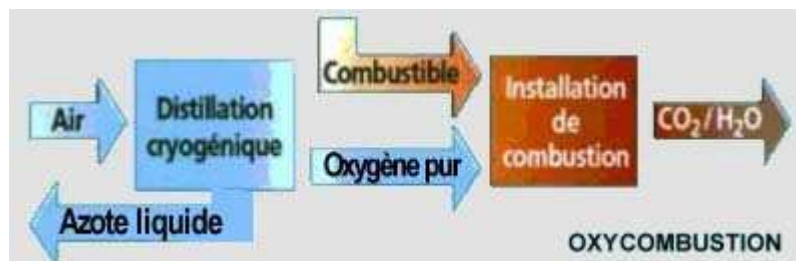 Air
Distillation
cryogénique
Azote liquide
Combustible
Oxygène pur
Installation
de
combustion
CO₂/H₂O
OXYCOMBUSTION